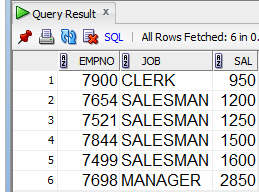 Query Result ×
SQL | All Rows Fetched: 6 in 0.
EMPNO JOB SAL
1 7900 CLERK 950
2 7654 SALESMAN 1200
3 7521 SALESMAN 1250
4 7844 SALESMAN 1500
5 7499 SALESMAN 1600
6 7698 MANAGER 2850